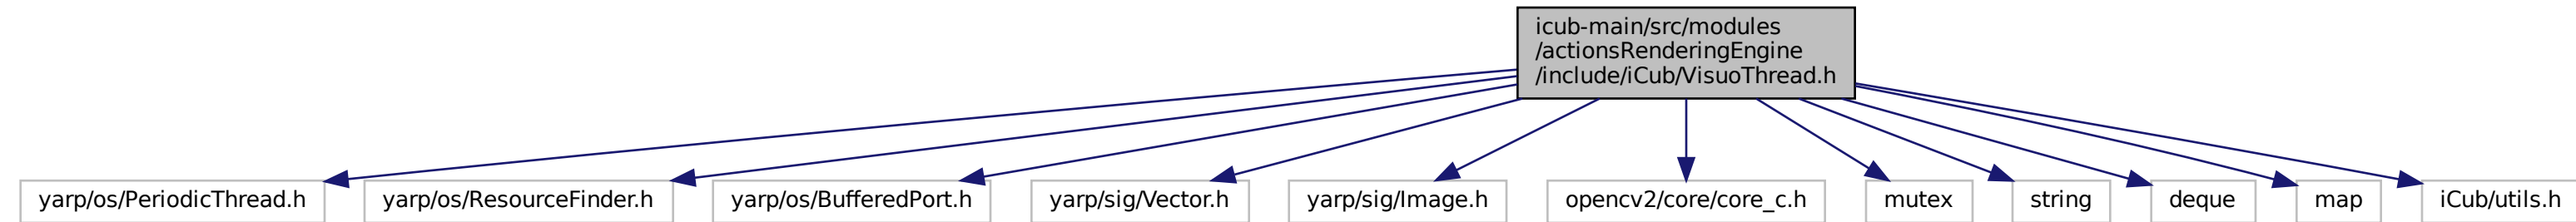 icub-main/src/modules
/actionsRenderingEngine
/include/iCub/VisuoThread.h
yarp/os/PeriodicThread.h
yarp/os/ResourceFinder.h
yarp/os/BufferedPort.h
yarp/sig/Vector.h
yarp/sig/Image.h
opencv2/core/core_c.h
mutex
string
deque
map
iCub/utils.h